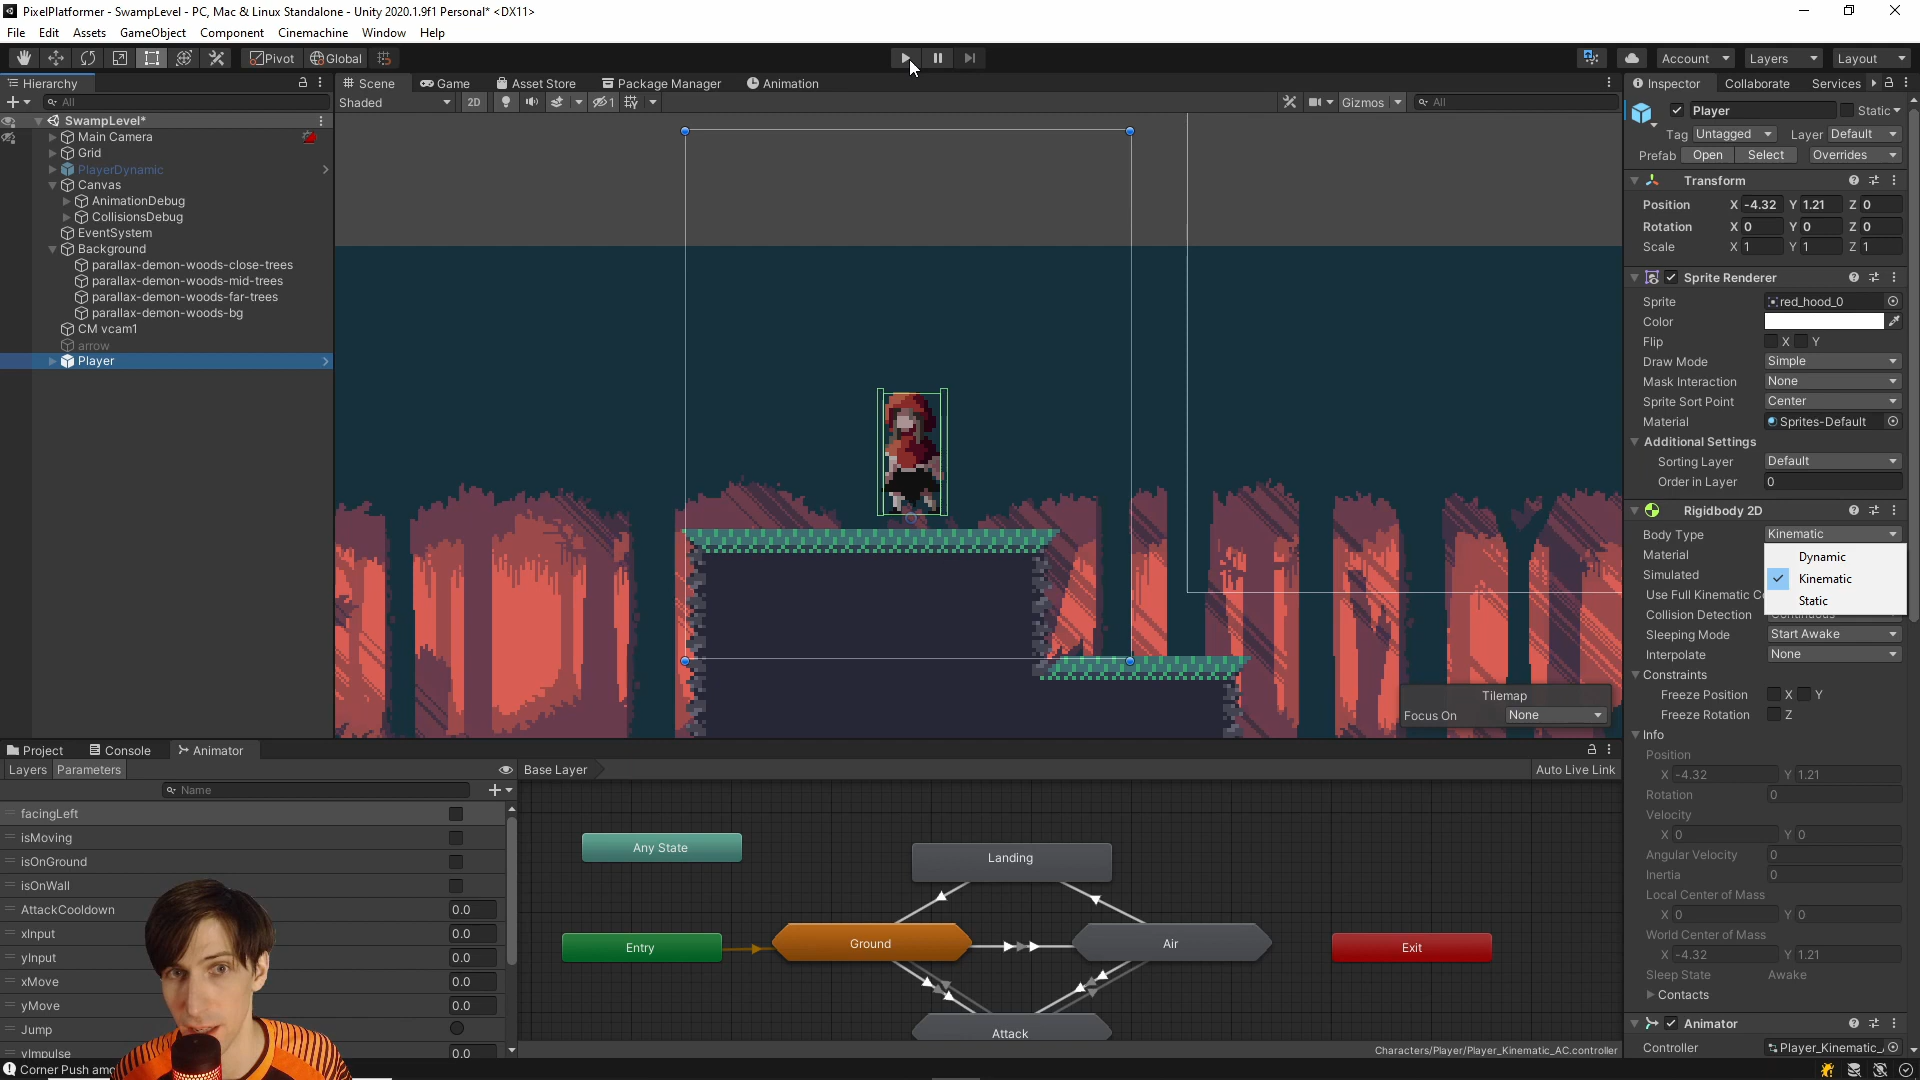 PixelPlatformer - SwampLevel - PC, Mac & Linux Standalone - Unity 2020.1.9f1 Personal* <DX11>
File Edit Assets GameObject Component Cinemachine Window Help
Pivot Global Account Layers Layout
Hierarchy
All
SwampLevel*
Main Camera
Grid
PlayerDynamic
Canvas
AnimationDebug
CollisionsDebug
EventSystem
Background
parallax-demon-woods-close-trees
parallax-demon-woods-mid-trees
parallax-demon-woods-far-trees
parallax-demon-woods-bg
CM vcam1
arrow
Player
Scene Game Asset Store Package Manager Animation
Shaded 2D 1 Gizmos All
Tilemap
Focus On None
Inspector Collaborate Services
Player Static
Tag Untagged Layer Default
Prefab Open Select Overrides
Transform
Position X -4.32 Y 1.21 Z 0
Rotation X 0 Y 0 Z 0
Scale X 1 Y 1 Z 1
Sprite Renderer
Sprite red_hood_0
Color
Flip X Y
Draw Mode Simple
Mask Interaction None
Sprite Sort Point Center
Material Sprites-Default
Additional Settings
Sorting Layer Default
Order in Layer 0
Rigidbody 2D
Body Type Kinematic
Material
Simulated
Use Full Kinematic Co
Collision Detection
Dynamic
Kinematic
Static
Sleeping Mode Start Awake
Interpolate None
Constraints
Freeze Position X Y
Freeze Rotation Z
Info
Position
X -4.32 Y 1.21
Rotation 0
Velocity
X 0 Y 0
Angular Velocity 0
Inertia 0
Local Center of Mass
X 0 Y 0
World Center of Mass
X -4.32 Y 1.21
Sleep State Awake
Contacts
Animator
Controller Player_Kinematic_
Project Console Animator
Layers Parameters
Name
facingLeft
isMoving
isOnGround
isOnWall
AttackCooldown 0.0
xInput 0.0
yInput 0.0
xMove 0.0
yMove 0.0
Jump
yImpulse 0.0
Base Layer Auto Live Link
Any State
Landing
Entry
Ground
Air
Exit
Attack
Characters/Player/Player_Kinematic_AC.controller
Corner Push amo